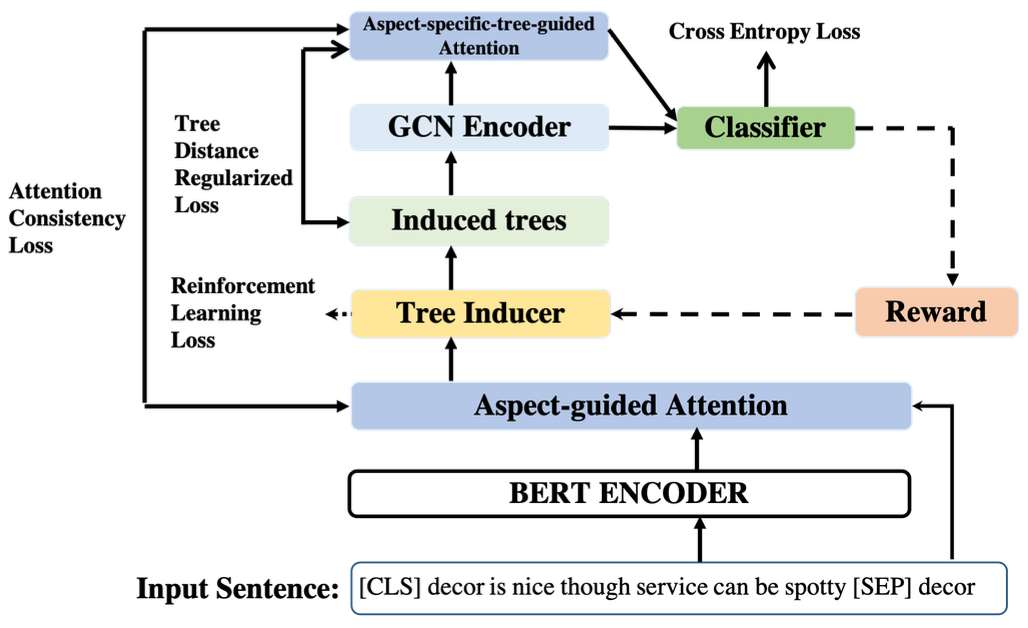 Aspect-specific-tree-guided
Attention
Cross Entropy Loss
GCN Encoder
Classifier
Tree
Distance
Regularized
Loss
Attention
Consistency
Loss
Induced trees
Reinforcement
Learning
Loss
Tree Inducer
Reward
Aspect-guided Attention
BERT ENCODER
Input Sentence: [CLS] decor is nice though service can be spotty [SEP] decor